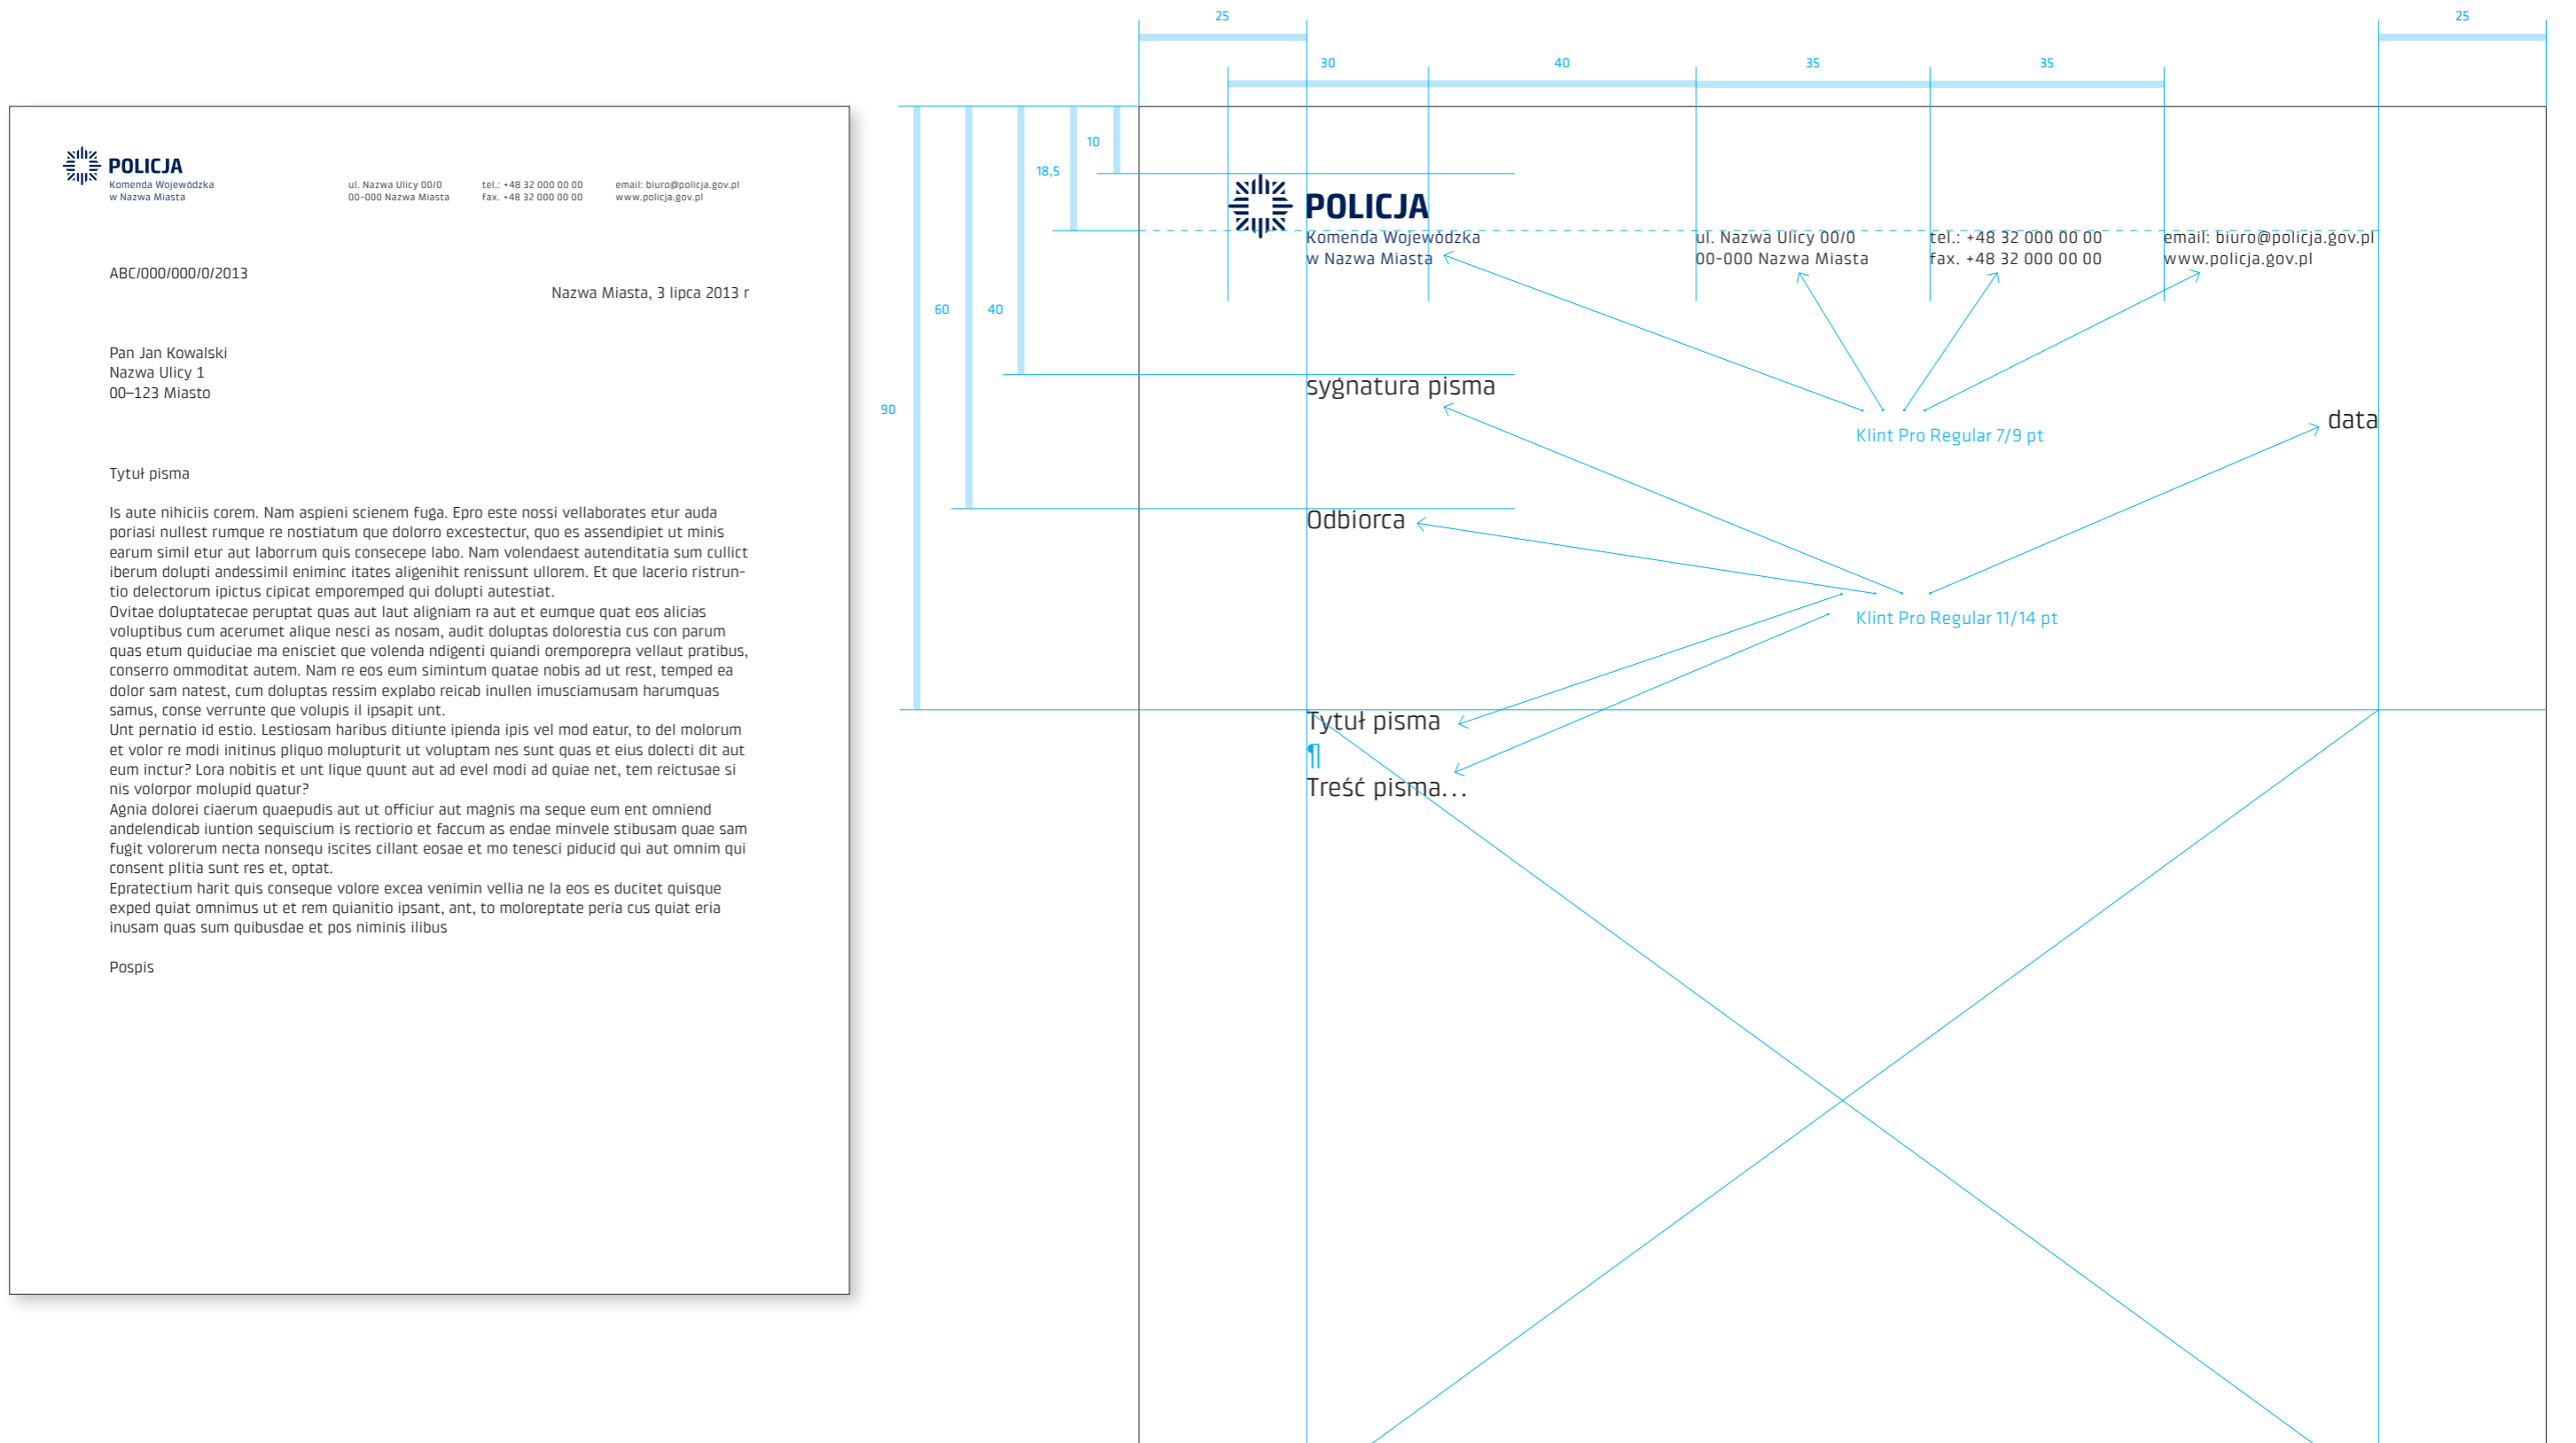 POLICJA
Komenda Wojewódzka
w Nazwa Miasta
ul. Nazwa Ulicy 00/0
00-000 Nazwa Miasta
tel.: +48 32 000 00 00
fax. +48 32 000 00 00
email: biuro@policja.gov.pl
www.policja.gov.pl
ABC/000/000/0/2013
Nazwa Miasta, 3 lipca 2013 r
Pan Jan Kowalski
Nazwa Ulicy 1
00–123 Miasto
Tytuł pisma
Is aute nihiciis corem. Nam aspieni scienem fuga. Epro este nossi vellaborates etur auda
poriasi nullest rumque re nostiatum que dolorro excestectur, quo es assendipiet ut minis
earum simil etur aut laborrum quis consecepe labo. Nam volendaest autenditatia sum cullict
iberum dolupti andessimil eniminc itates aligenihit renissunt ullorem. Et que lacerio ristrun-
tio delectorum ipictus cipicat emporemped qui dolupti autestiat.
Ovitae doluptatecae peruptat quas aut laut aligniam ra aut et eumque quat eos alicias
voluptibus cum acerumet alique nesci as nosam, audit doluptas dolorestia cus con parum
quas etum quiduciae ma enisciet que volenda ndigenti quiandi oremporepra vellaut pratibus,
conserro ommoditat autem. Nam re eos eum simintum quatae nobis ad ut rest, temped ea
dolor sam natest, cum doluptas ressim explabo reicab inullen imusciamusam harumquas
samus, conse verrunte que volupis il ipsapit unt.
Unt pernatio id estio. Lestiosam haribus ditiunte ipienda ipis vel mod eatur, to del molorum
et volor re modi initinus pliquo molupturit ut voluptam nes sunt quas et eius dolecti dit aut
eum inctur? Lora nobitis et unt lique quunt aut ad evel modi ad quiae net, tem reictusae si
nis volorpor molupid quatur?
Agnia dolorei ciaerum quaepudis aut ut officiur aut magnis ma seque eum ent omniend
andelendicab iuntion sequiscium is rectiorio et faccum as endae minvele stibusam quae sam
fugit volorerum necta nonsequ iscites cillant eosae et mo tenesci piducid qui aut omnim qui
consent plitia sunt res et, optat.
Epratectium harit quis conseque volore excea venimin vellia ne la eos es ducitet quisque
exped quiat omnimus ut et rem quianitio ipsant, ant, to moloreptate peria cus quiat eria
inusam quas sum quibusdae et pos niminis ilibus
Pospis
25
25
30
40
35
35
10
18,5
60
40
90
POLICJA
Komenda Wojewódzka
w Nazwa Miasta
ul. Nazwa Ulicy 00/0
00-000 Nazwa Miasta
tel.: +48 32 000 00 00
fax. +48 32 000 00 00
email: biuro@policja.gov.pl
www.policja.gov.pl
sygnatura pisma
data
Klint Pro Regular 7/9 pt
Odbiorca
Klint Pro Regular 11/14 pt
Tytuł pisma
¶
Treść pisma...